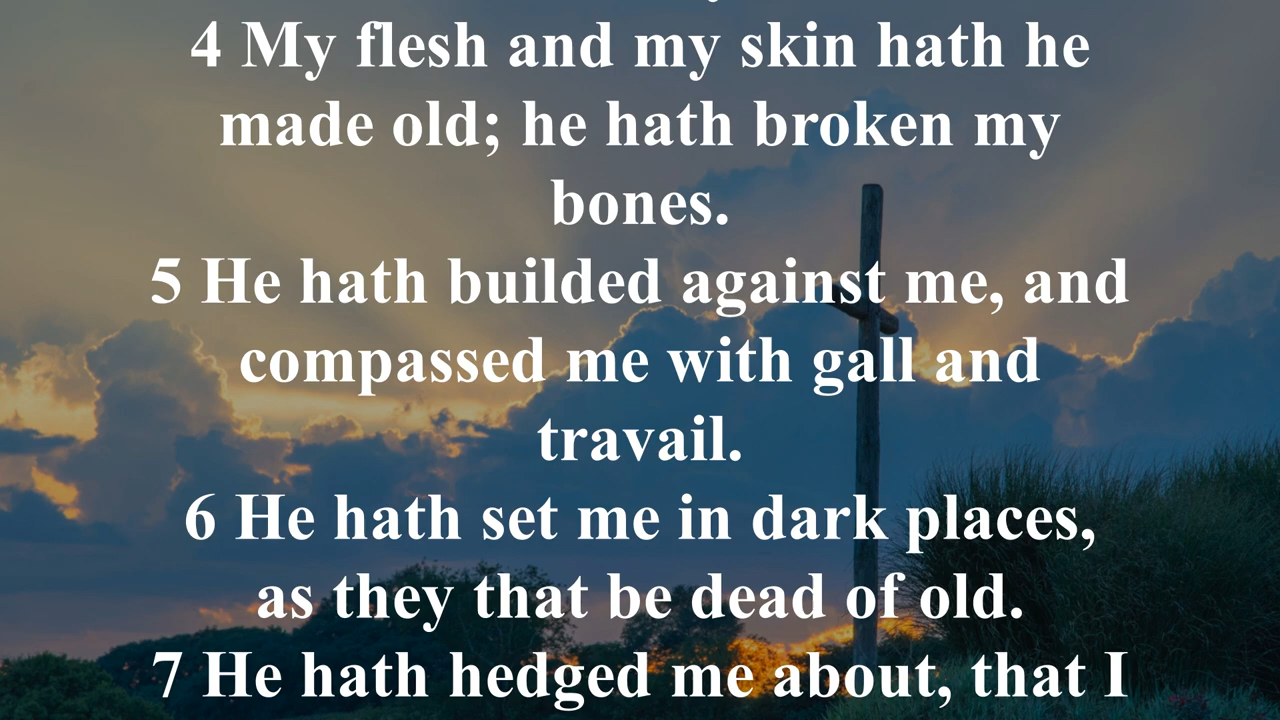 4 My flesh and my skin hath he
made old; he hath broken my
bones.
5 He hath builded against me, and
compassed me with gall and
travail.
6 He hath set me in dark places,
as they that be dead of old.
7 He hath hedged me about, that I